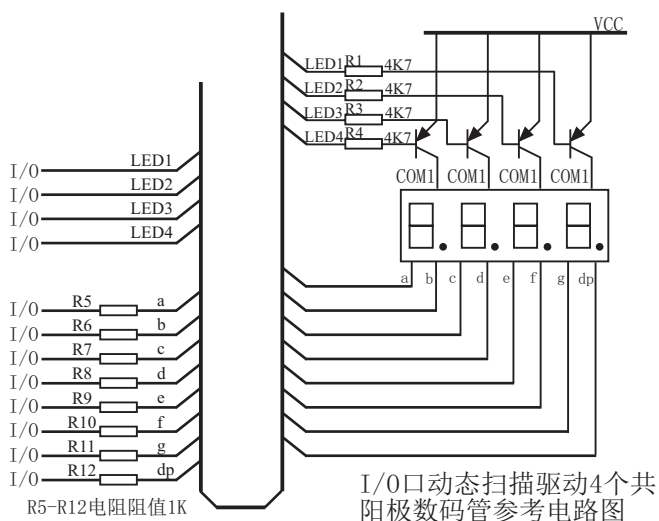 VCC
LED1 R1 4K7
LED2 R2 4K7
LED3 R3 4K7
LED4 R4 4K7
COM1 COM1 COM1 COM1
a b c d e f g dp
I/O LED1
I/O LED2
I/O LED3
I/O LED4
I/O R5 a
I/O R6 b
I/O R7 c
I/O R8 d
I/O R9 e
I/O R10 f
I/O R11 g
I/O R12 dp
R5-R12电阻阻值1K
I/O口动态扫描驱动4个共
阳极数码管参考电路图